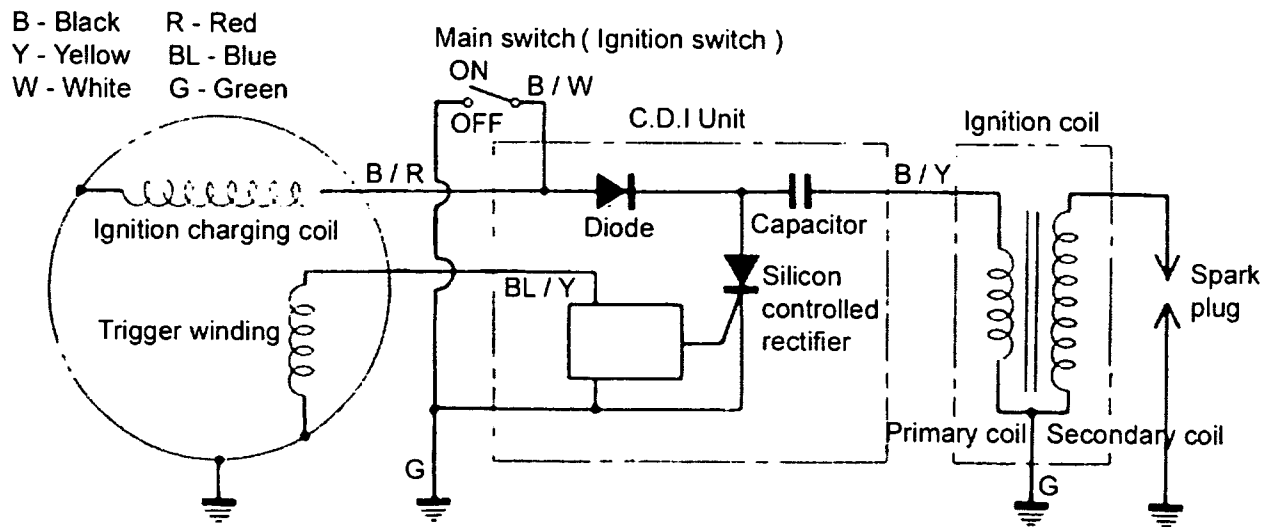 B - Black R - Red
Y - Yellow BL - Blue
W - White G - Green
Main switch ( Ignition switch )
ON
B / W
OFF
C.D.I Unit
Ignition coil
B / R
B / Y
Ignition charging coil
Diode
Capacitor
BL / Y
Silicon
controlled
rectifier
Spark
plug
Trigger winding
Primary coil
Secondary coil
G
G